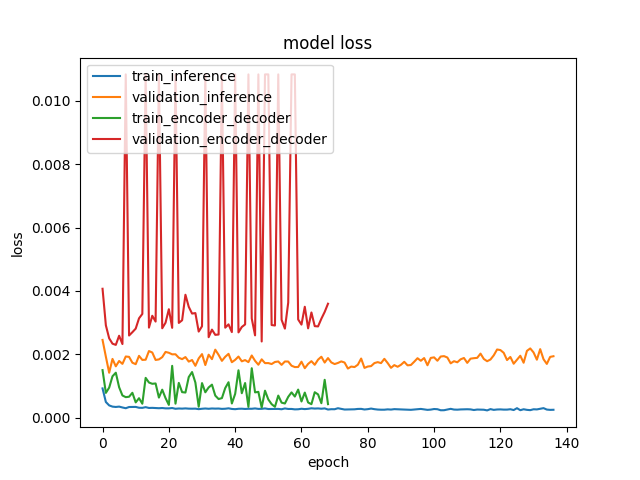 model loss
train_inference
validation_inference
train_encoder_decoder
validation_encoder_decoder
loss
0.010
0.008
0.006
0.004
0.002
0.000
0 20 40 60 80 100 120 140
epoch